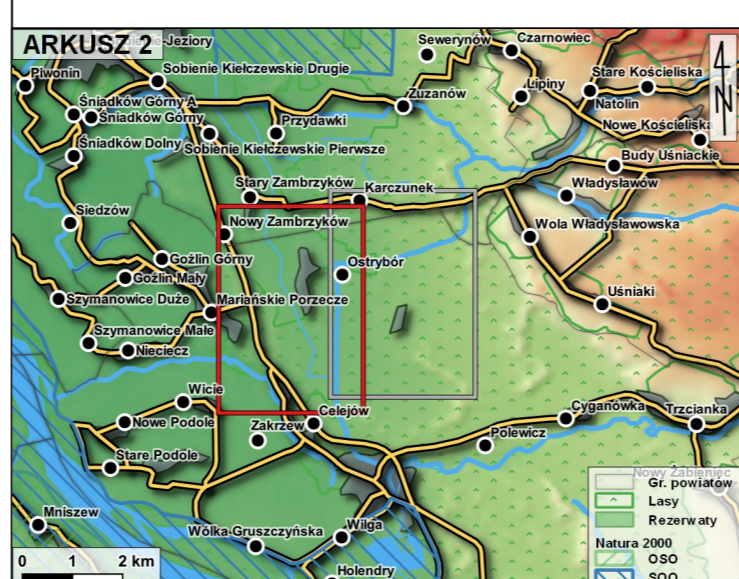 ARKUSZ 2
Sobienie-Jeziory
Sewerynów
Czarnowiec
Piwonin
Sobienie Kiełczewskie Drugie
Lipiny
Stare Kościeliska
Zuzanów
Natolin
Śniadków Górny A
Śniadków Górny
Przydawki
Nowe Kościeliska
N
Śniadków Dolny
Sobienie Kiełczewskie Pierwsze
Budy Uśniackie
Stary Zambrzyków
Karczunek
Władysławów
Siedzów
Nowy Zambrzyków
Wola Władysławowska
Goźlin Górny
Ostrybór
Goźlin Mały
Szymanowice Duże
Mariańskie Porzecze
Uśniaki
Szymanowice Małe
Nieciecz
Wicie
Celejów
Cyganówka
Trzcianka
Nowe Podole
Zakrzew
Polewicz
Stare Podole
Nowy Żabieniec
Gr. powiatów
Lasy
Rezerwaty
Mniszew
Wólka Gruszczyńska
Wilga
Natura 2000
OSO
0 1 2 km
Holendry
SOO